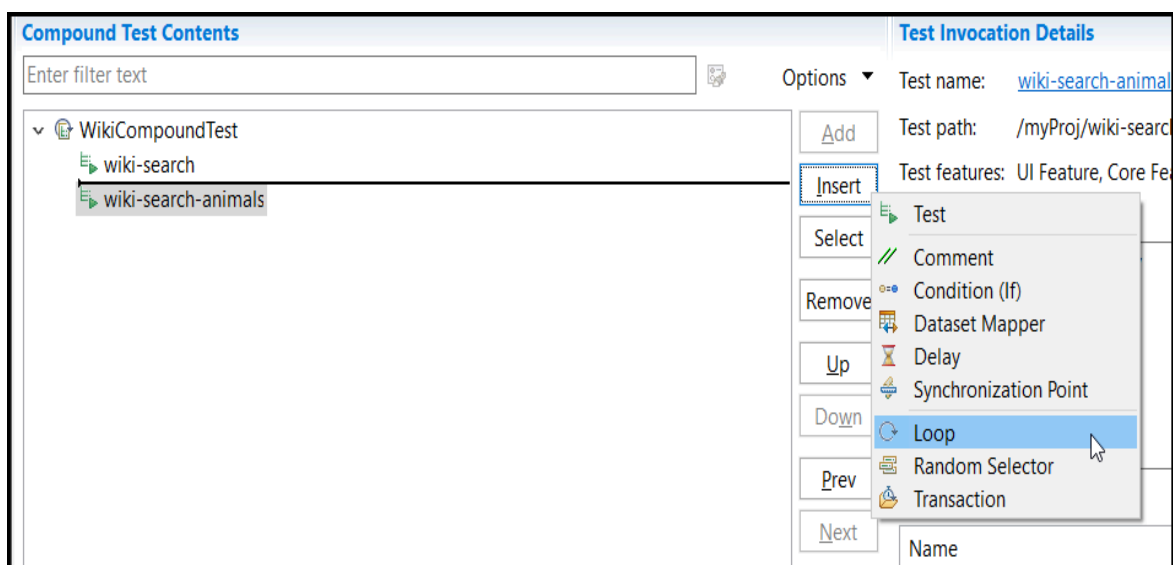 Compound Test Contents
Enter filter text
Options
WikiCompoundTest
wiki-search
wiki-search-animals
Add
Insert
Select
Remove
Up
Down
Prev
Next
Test Invocation Details
Test name: wiki-search-animal
Test path: /myProj/wiki-searc
Test features: UI Feature, Core Fea
Test
Comment
Condition (If)
Dataset Mapper
Delay
Synchronization Point
Loop
Random Selector
Transaction
Name